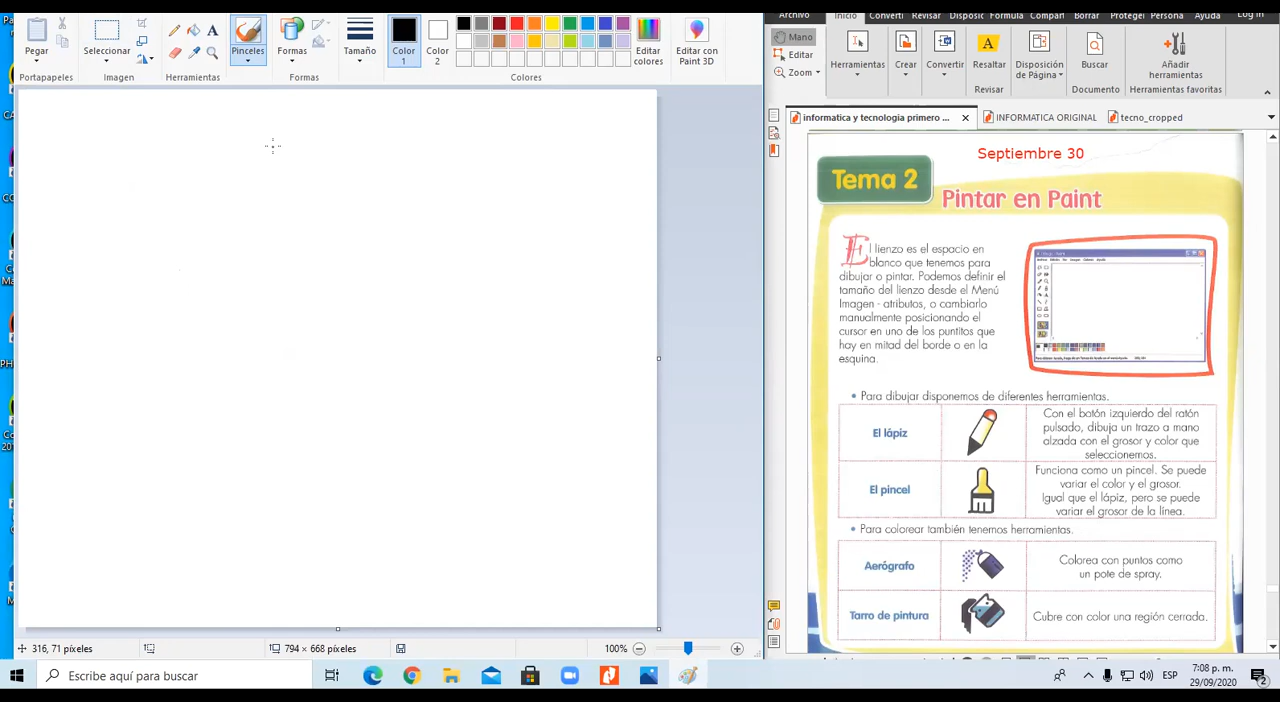 Pegar
Seleccionar
Pinceles
Formas
Tamaño
Color
1
Color
2
Editar
colores
Editar con
Paint 3D
Portapapeles
Imagen
Herramientas
Formas
Colores
316, 71 píxeles
794 × 668 píxeles
100%
Archivo
Inicio
Converti
Revisar
Disposic
Fórmula
Compar
Borrar
Protege
Persona
Ayuda
Mano
Editar
Zoom
Herramientas
Crear
Convertir
Resaltar
Disposición
de Página
Buscar
Añadir
herramientas
Revisar
Documento
Herramientas favoritas
informatica y tecnologia primero ...
INFORMATICA ORIGINAL
tecno_cropped
Septiembre 30
Tema 2
Pintar en Paint
El lienzo es el espacio en
blanco que tenemos para
dibujar o pintar. Podemos definir el
tamaño del lienzo desde el Menú
Imagen - atributos, o cambiarlo
manualmente posicionando el
cursor en uno de los puntitos que
hay en mitad del borde o en la
esquina.
• Para dibujar disponemos de diferentes herramientas.
El lápiz
Con el botón izquierdo del ratón
pulsado, dibuja un trazo a mano
alzada con el grosor y color que
seleccionemos.
El pincel
Funciona como un pincel. Se puede
variar el color y el grosor.
Igual que el lápiz, pero se puede
variar el grosor de la línea.
• Para colorear también tenemos herramientas.
Aerógrafo
Colorea con puntos como
un pote de spray.
Tarro de pintura
Cubre con color una región cerrada.
Escribe aquí para buscar
ESP
7:08 p. m.
29/09/2020
2